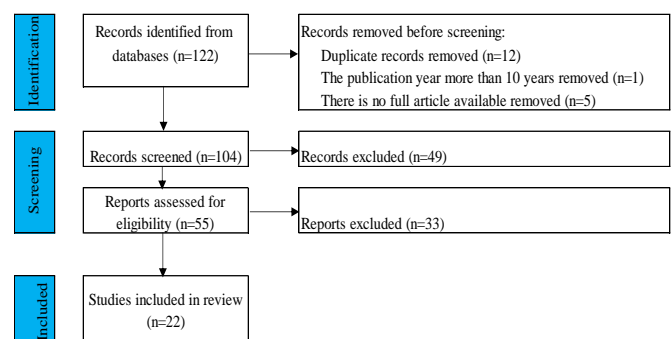 Identification
Records identified from
databases (n=122)
Records removed before screening:
Duplicate records removed (n=12)
The publication year more than 10 years removed (n=1)
There is no full article available removed (n=5)
Screening
Records screened (n=104)
Records excluded (n=49)
Reports assessed for
eligibility (n=55)
Reports excluded (n=33)
Included
Studies included in review
(n=22)